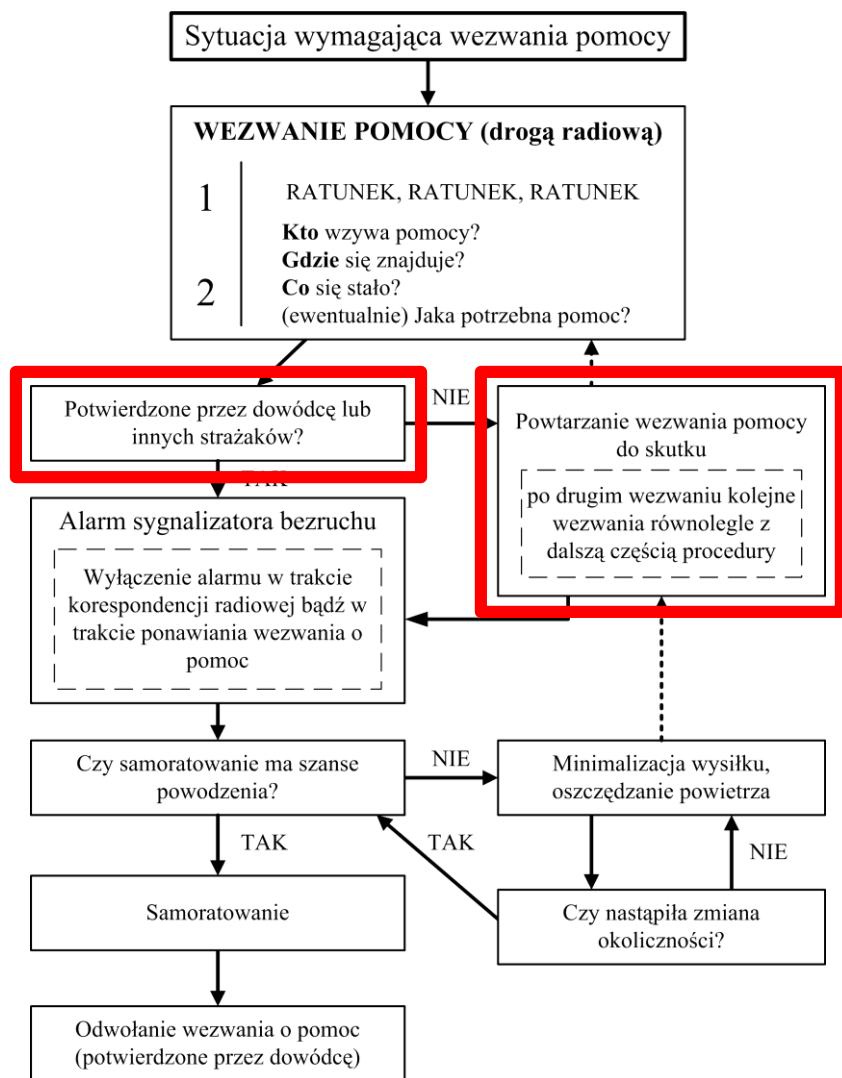 Sytuacja wymagająca wezwania pomocy
WEZWANIE POMOCY (drogą radiową)
1
RATUNEK, RATUNEK, RATUNEK
2
Kto wzywa pomocy?
Gdzie się znajduje?
Co się stało?
(ewentualnie) Jaka potrzebna pomoc?
Potwierdzone przez dowódcę lub
innych strażaków?
NIE
Powtarzanie wezwania pomocy
do skutku
po drugim wezwaniu kolejne
wezwania równolegle z
dalszą częścią procedury
TAK
Alarm sygnalizatora bezruchu
Wyłączenie alarmu w trakcie
korespondencji radiowej bądź w
trakcie ponawiania wezwania o
pomoc
Czy samoratowanie ma szanse
powodzenia?
NIE
Minimalizacja wysiłku,
oszczędzanie powietrza
TAK
TAK
NIE
Samoratowanie
Czy nastąpiła zmiana
okoliczności?
Odwołanie wezwania o pomoc
(potwierdzone przez dowódcę)